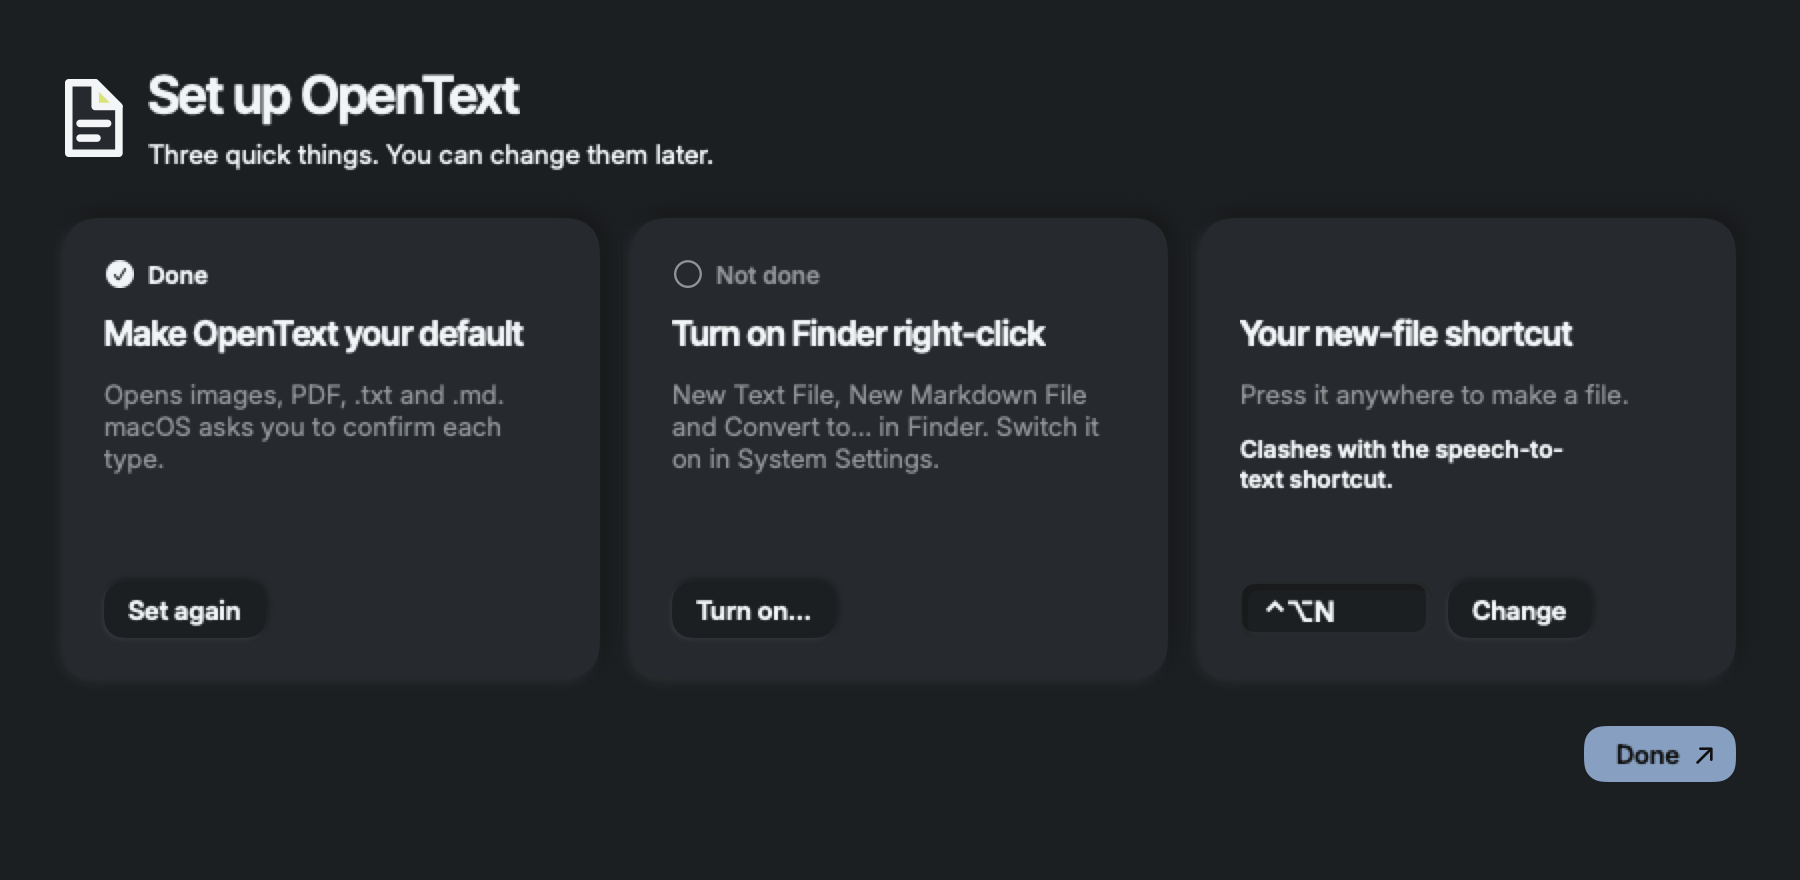 Set up OpenText
Three quick things. You can change them later.
Done
Make OpenText your default
Opens images, PDF, .txt and .md.
macOS asks you to confirm each
type.
Set again
Not done
Turn on Finder right-click
New Text File, New Markdown File
and Convert to... in Finder. Switch it
on in System Settings.
Turn on...
Your new-file shortcut
Press it anywhere to make a file.
Clashes with the speech-to-
text shortcut.
^⌥N
Change
Done ↗